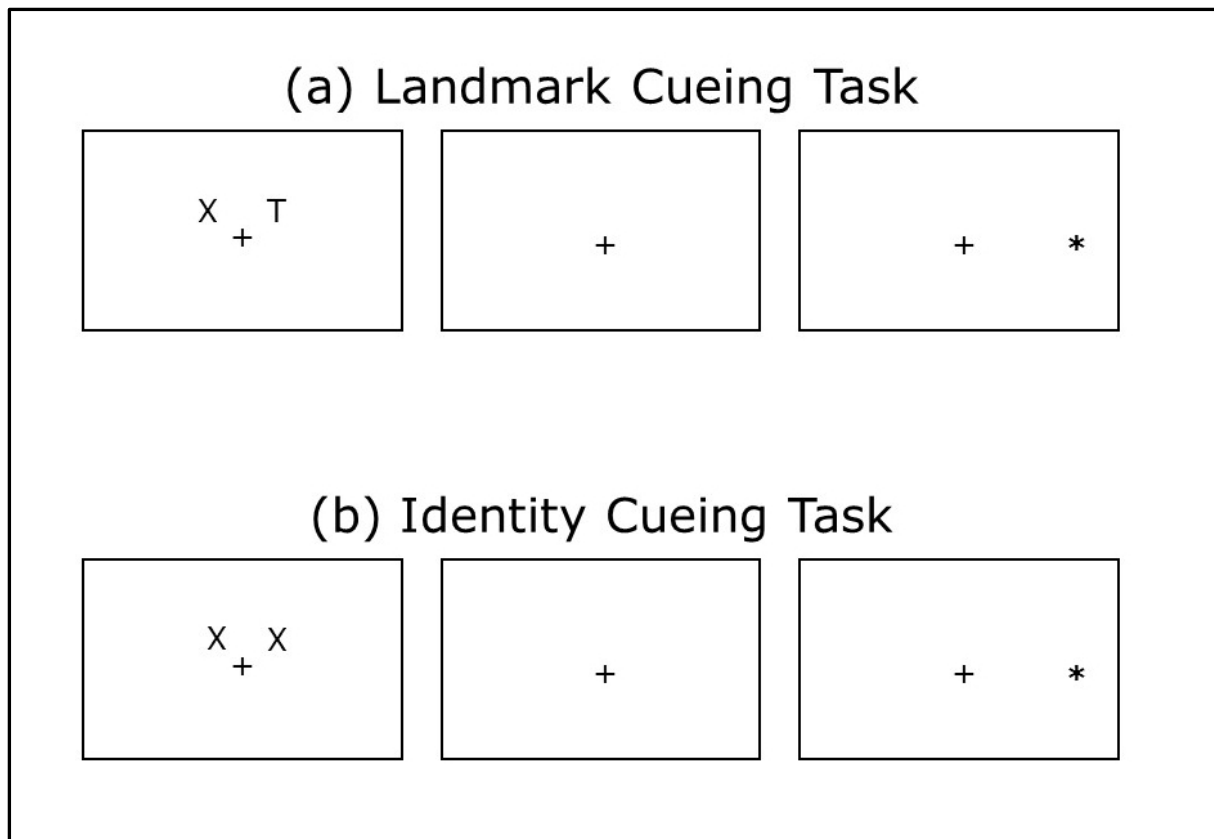 (a) Landmark Cueing Task
X T
+ + + *
(b) Identity Cueing Task
X X
+ + + *